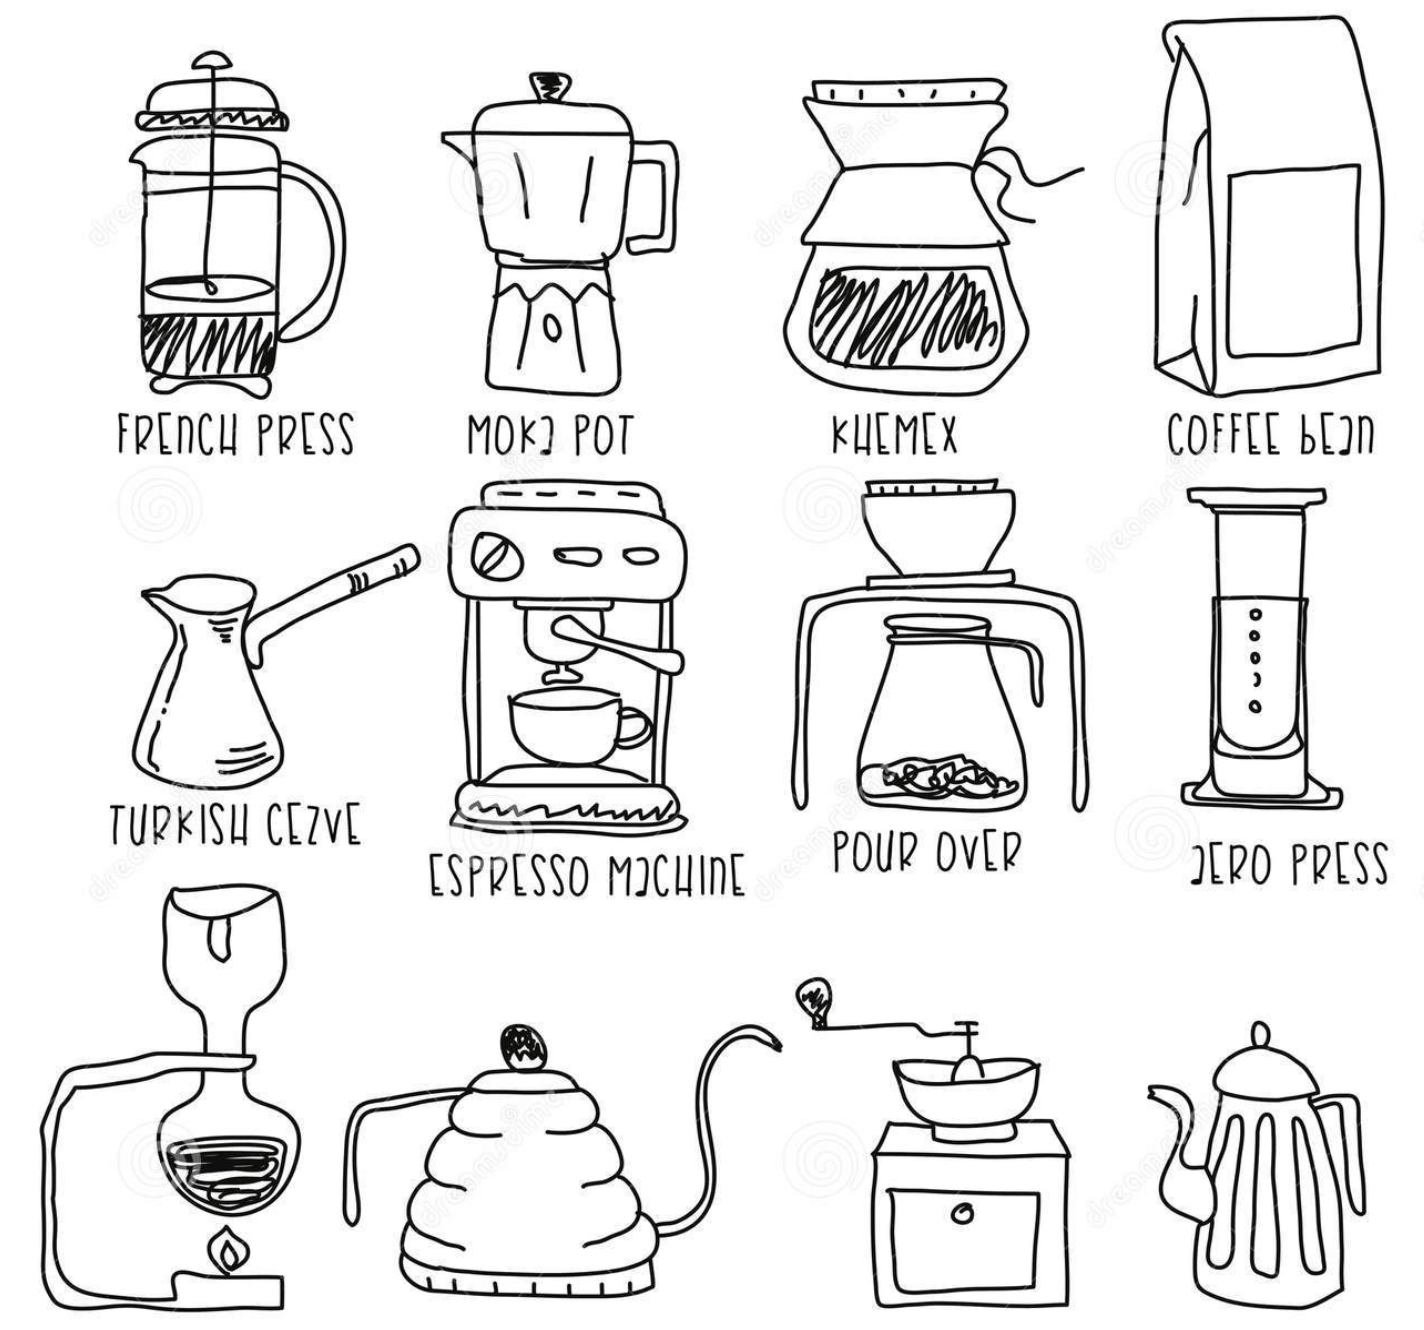 FRENCH PRESS
MOKA POT
KHEMEX
COFFEE BEAN
TURKISH CEZVE
ESPRESSO MACHINE
POUR OVER
AERO PRESS